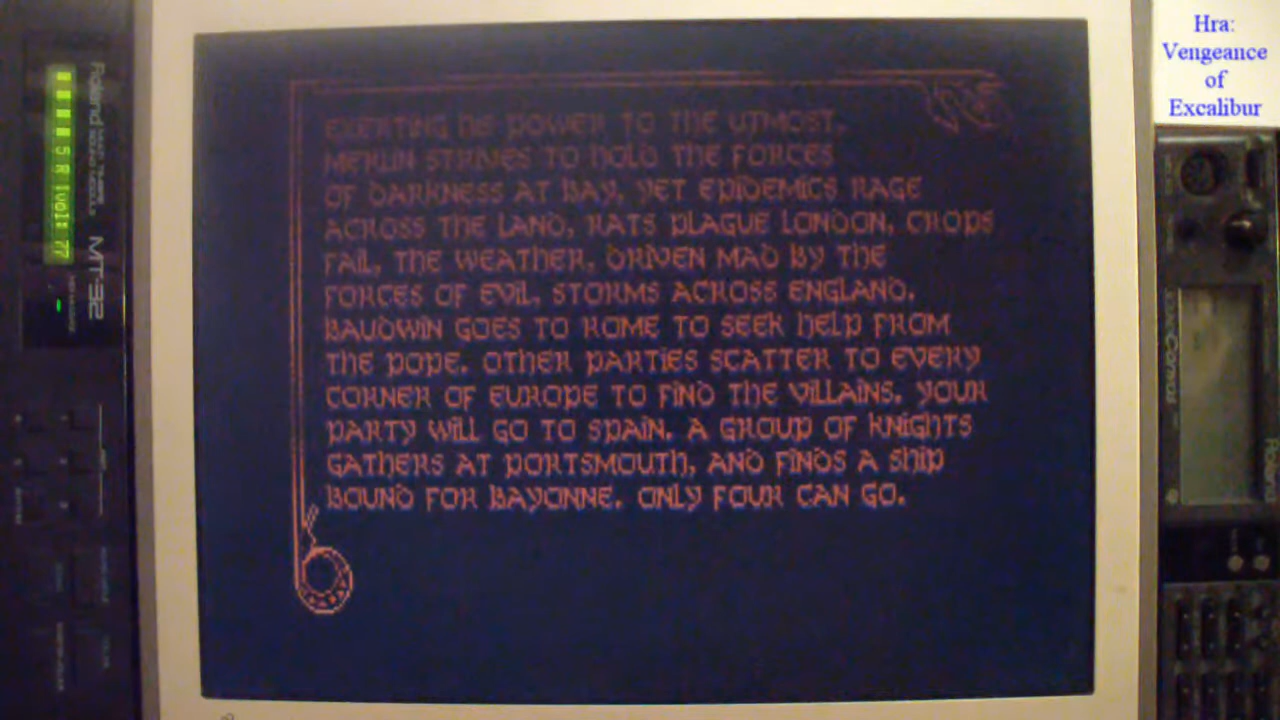 Hra:
Vengeance
of
Excalibur
EXERTING HIS POWER TO THE UTMOST,
MERLIN STRIVES TO HOLD THE FORCES
OF DARKNESS AT BAY, YET EPIDEMICS RAGE
ACROSS THE LAND, RATS PLAGUE LONDON, CROPS
FAIL, THE WEATHER, DRIVEN MAD BY THE
FORCES OF EVIL, STORMS ACROSS ENGLAND.
BAUDWIN GOES TO ROME TO SEEK HELP FROM
THE POPE. OTHER PARTIES SCATTER TO EVERY
CORNER OF EUROPE TO FIND THE VILLAINS. YOUR
PARTY WILL GO TO SPAIN. A GROUP OF KNIGHTS
GATHERS AT PORTSMOUTH, AND FINDS A SHIP
BOUND FOR BAYONNE. ONLY FOUR CAN GO.
Roland
MT-32
5 R |vol: 77
Roland